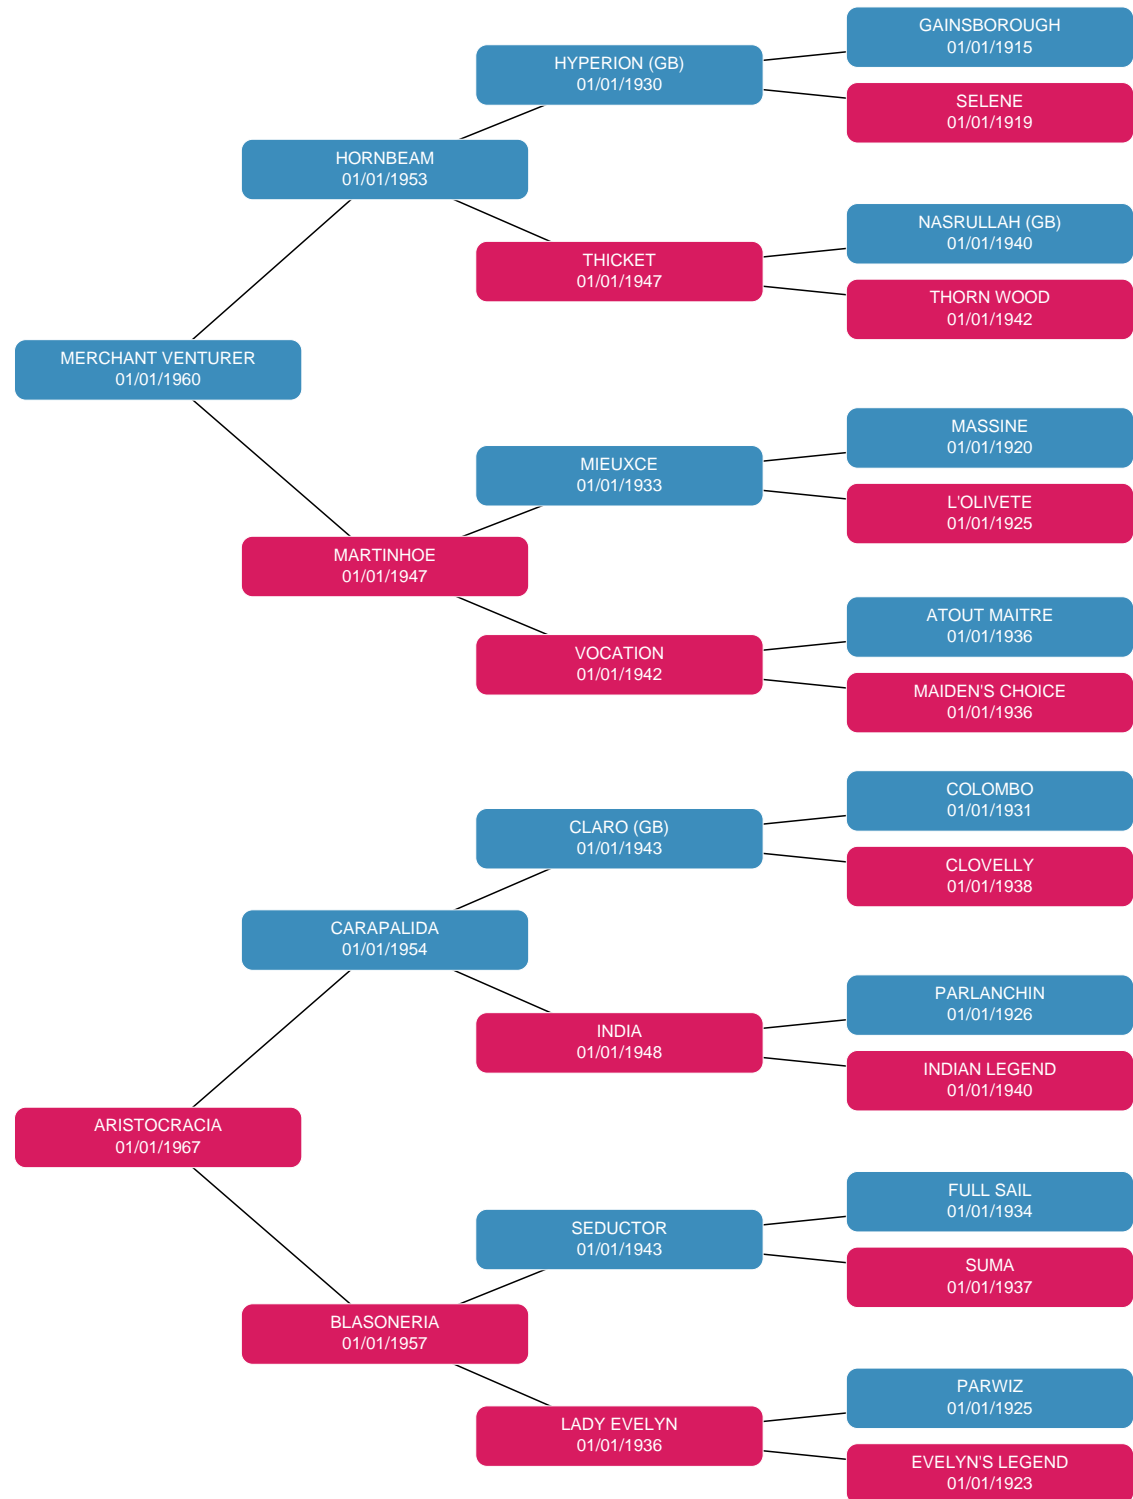 GAINSBOROUGH
01/01/1915
HYPERION (GB)
01/01/1930
SELENE
01/01/1919
HORNBEAM
01/01/1953
NASRULLAH (GB)
01/01/1940
THICKET
01/01/1947
THORN WOOD
01/01/1942
MERCHANT VENTURER
01/01/1960
MASSINE
01/01/1920
MIEUXCE
01/01/1933
L'OLIVETE
01/01/1925
MARTINHOE
01/01/1947
ATOUT MAITRE
01/01/1936
VOCATION
01/01/1942
MAIDEN'S CHOICE
01/01/1936
COLOMBO
01/01/1931
CLARO (GB)
01/01/1943
CLOVELLY
01/01/1938
CARAPALIDA
01/01/1954
PARLANCHIN
01/01/1926
INDIA
01/01/1948
INDIAN LEGEND
01/01/1940
ARISTOCRACIA
01/01/1967
FULL SAIL
01/01/1934
SEDUCTOR
01/01/1943
SUMA
01/01/1937
BLASONERIA
01/01/1957
PARWIZ
01/01/1925
LADY EVELYN
01/01/1936
EVELYN'S LEGEND
01/01/1923